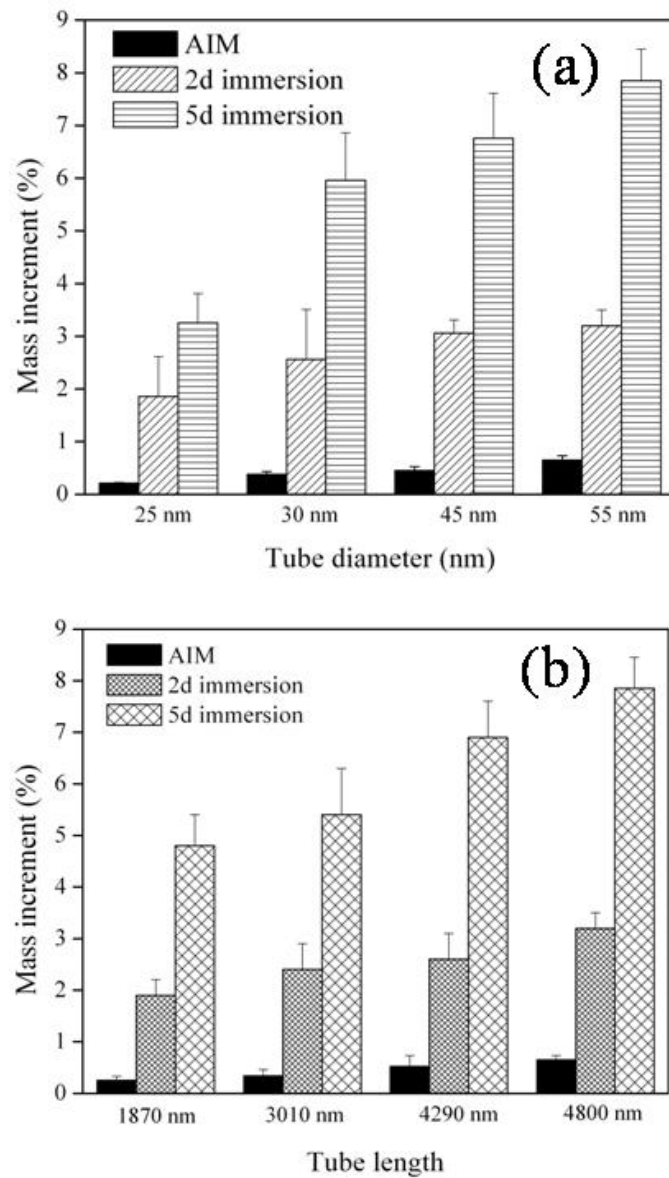 9
8
7
6
5
4
3
2
1
0
Mass increment (%)
AIM
2d immersion
5d immersion
(a)
25 nm 30 nm 45 nm 55 nm
Tube diameter (nm)
9
8
7
6
5
4
3
2
1
0
Mass increment (%)
AIM
2d immersion
5d immersion
(b)
1870 nm 3010 nm 4290 nm 4800 nm
Tube length